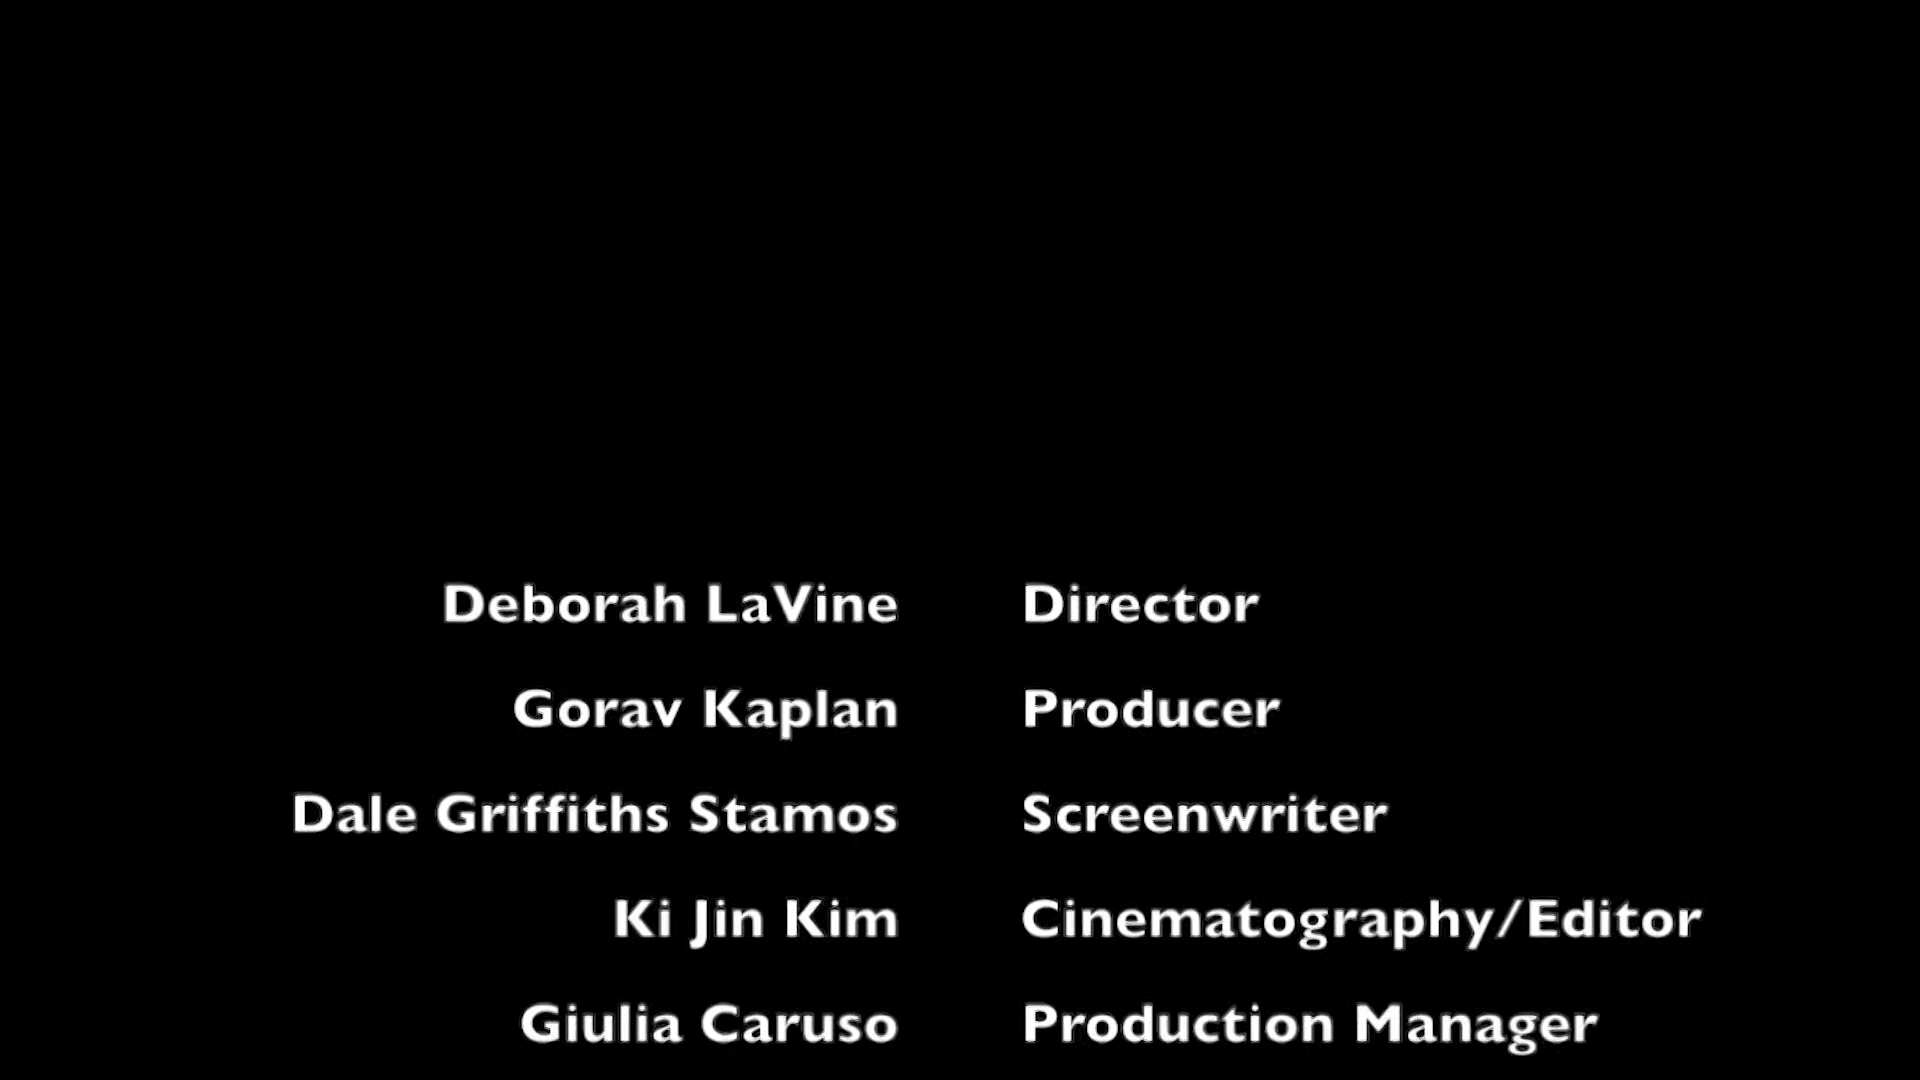 Deborah LaVine Director
Gorav Kaplan Producer
Dale Griffiths Stamos Screenwriter
Ki Jin Kim Cinematography/Editor
Giulia Caruso Production Manager